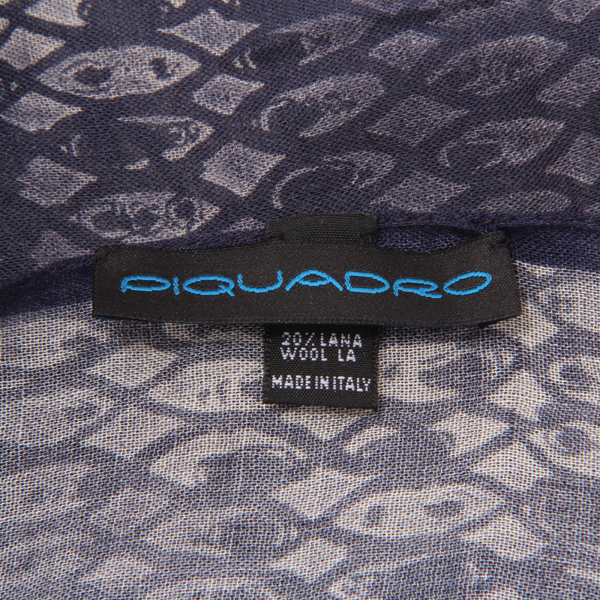 PIQUADRO
20% LANA
WOOL LA
MADE IN ITALY